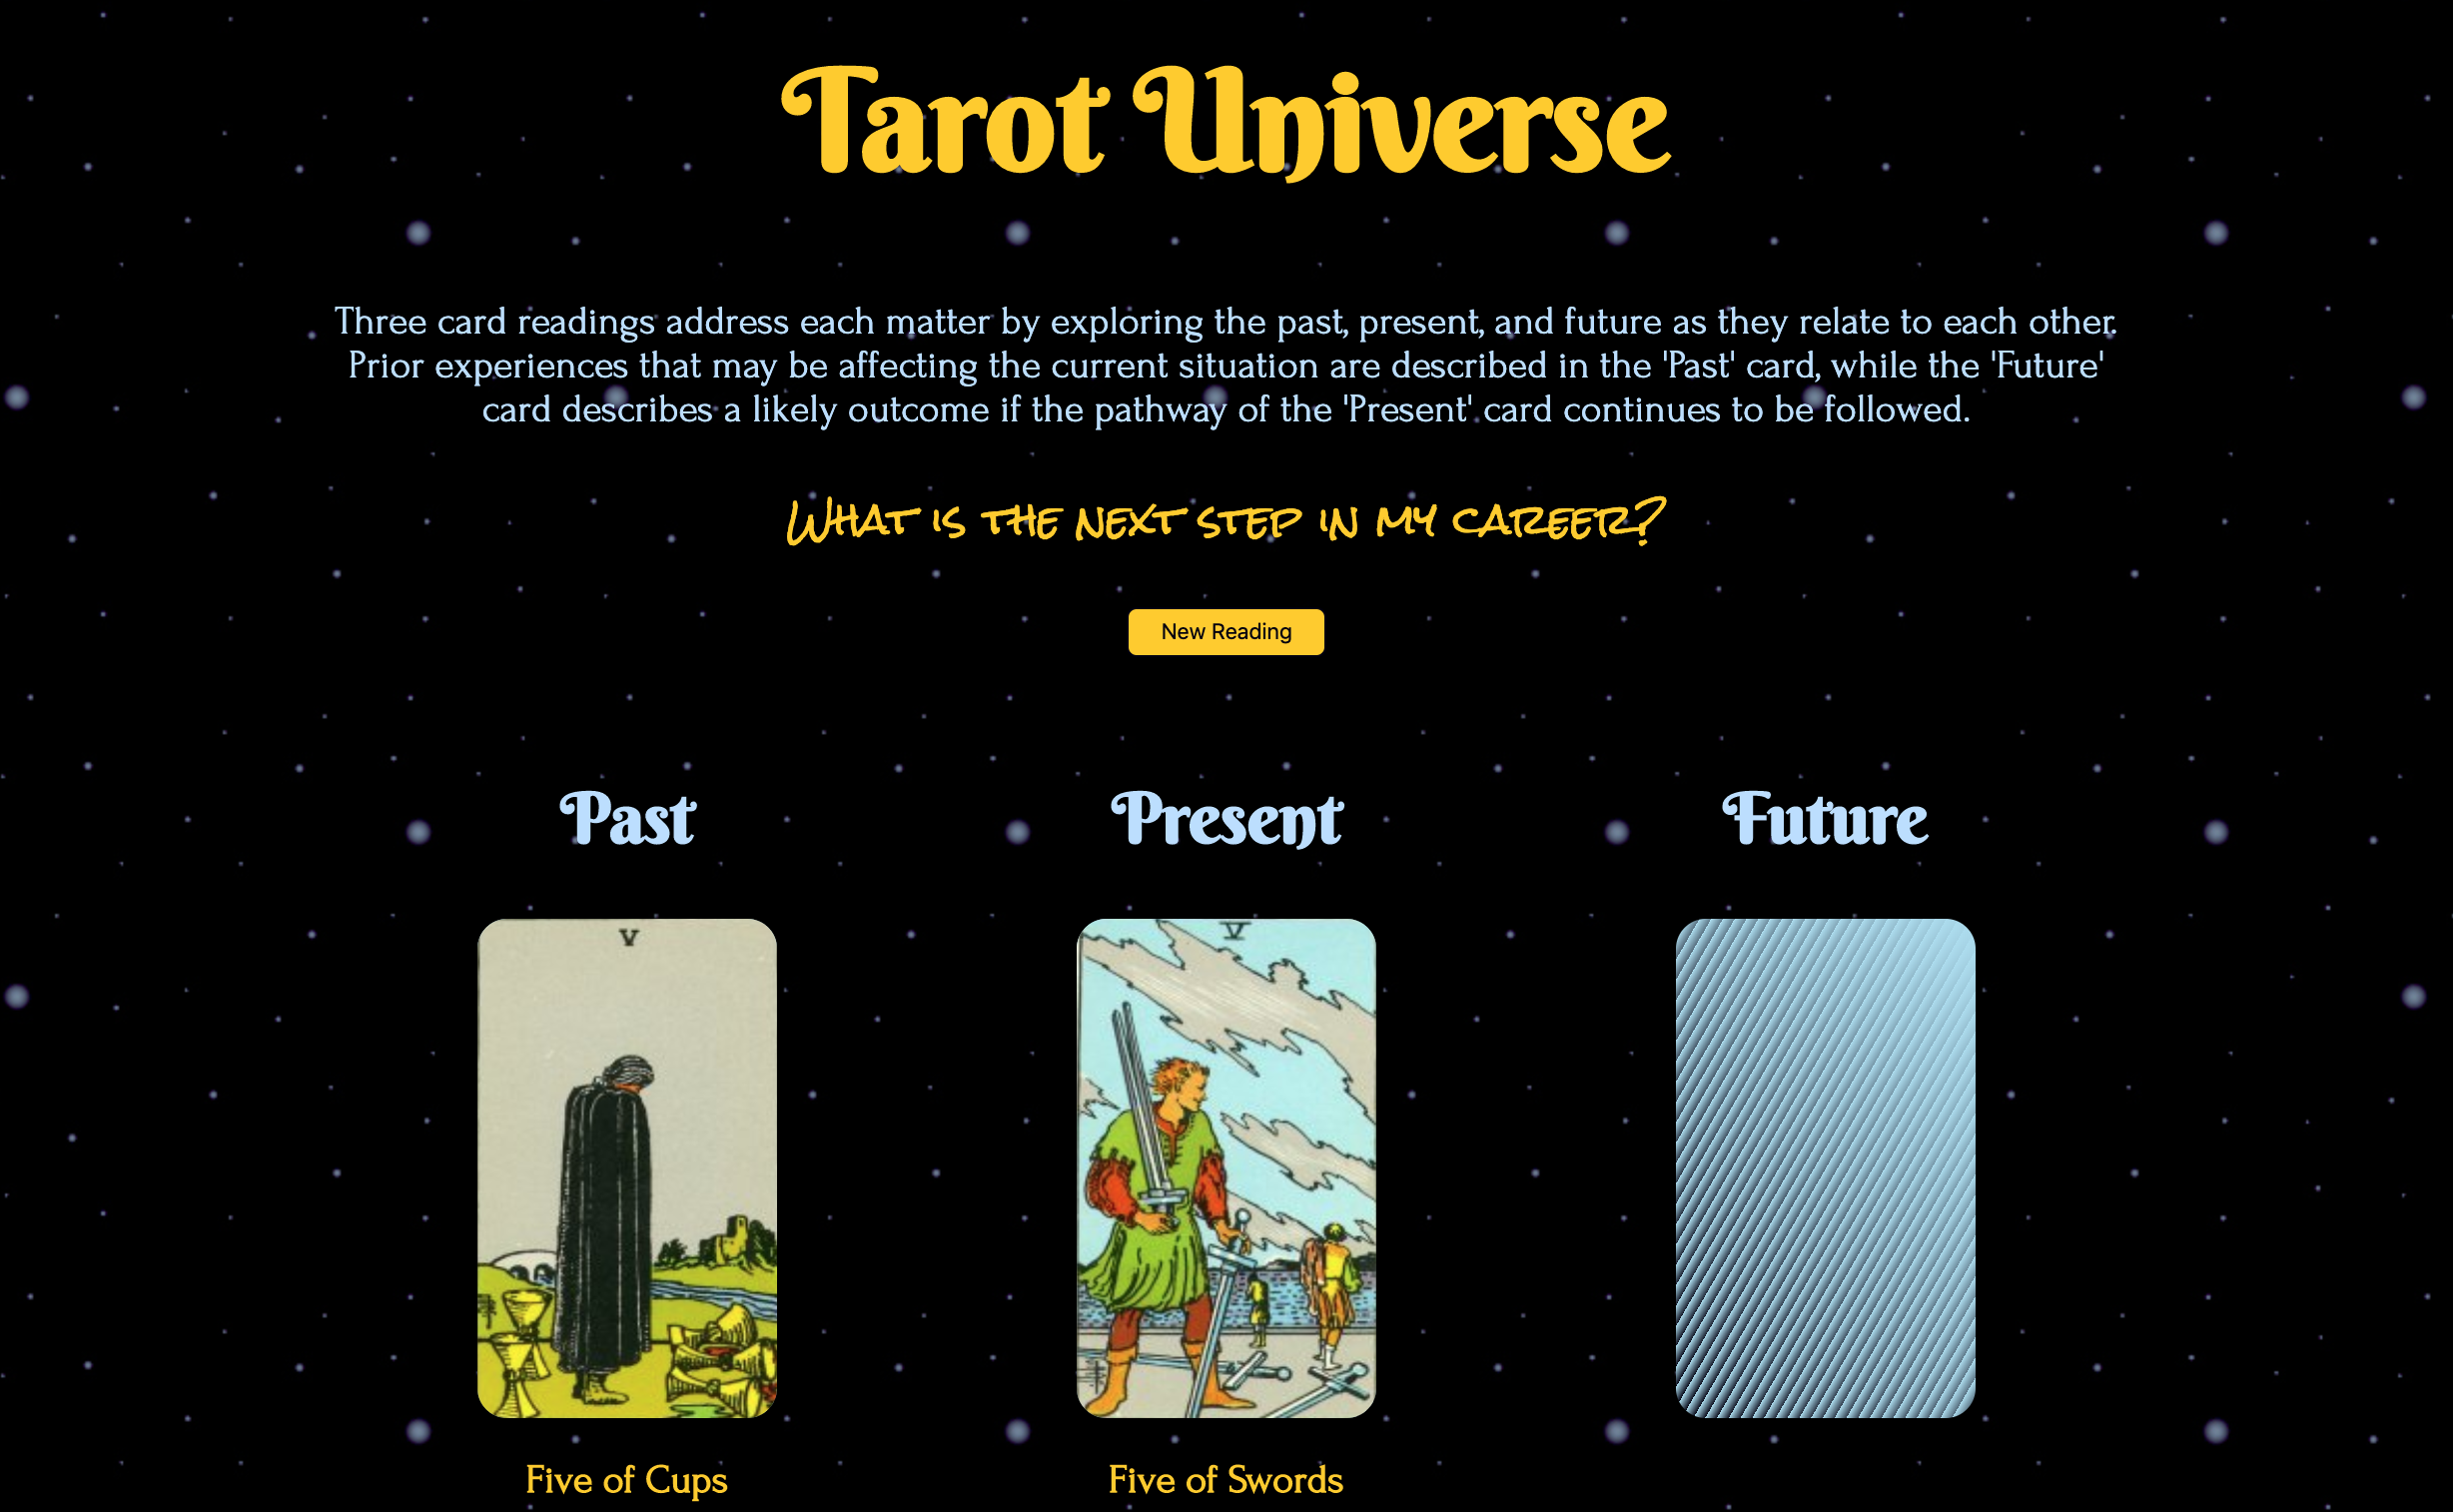 Tarot Universe
Three card readings address each matter by exploring the past, present, and future as they relate to each other.
Prior experiences that may be affecting the current situation are described in the 'Past' card, while the 'Future'
card describes a likely outcome if the pathway of the 'Present' card continues to be followed.
What is the next step in my career?
New Reading
Past
Present
Future
V
V
Five of Cups
Five of Swords